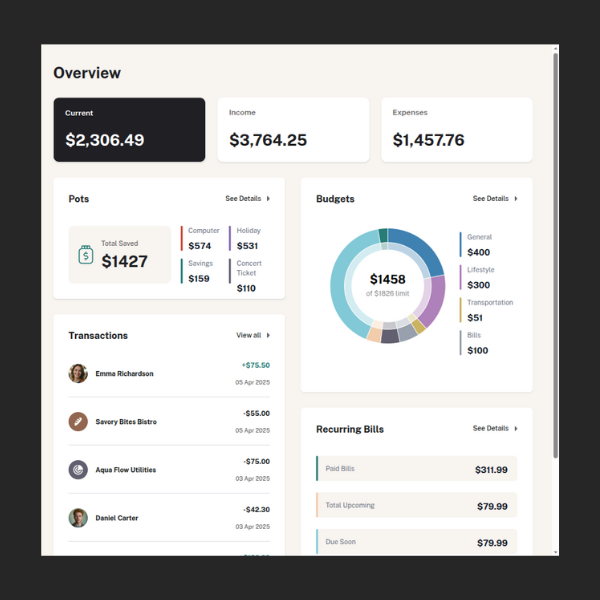 Overview
Current
$2,306.49
Income
$3,764.25
Expenses
$1,457.76
Pots
See Details
Total Saved
$1427
Computer
$574
Holiday
$531
Savings
$159
Concert
Ticket
$110
Budgets
See Details
$1458
of $1826 limit
General
$400
Lifestyle
$300
Transportation
$51
Bills
$100
Transactions
View all
Emma Richardson
+$75.50
05 Apr 2025
Savory Bites Bistro
-$55.00
05 Apr 2025
Aqua Flow Utilities
-$75.00
03 Apr 2025
Daniel Carter
-$42.30
03 Apr 2025
Recurring Bills
See Details
Paid Bills
$311.99
Total Upcoming
$79.99
Due Soon
$79.99